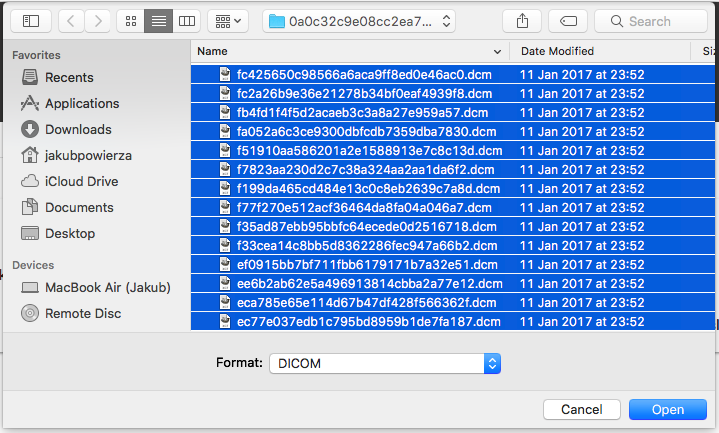 0a0c32c9e08cc2ea7...
Search
Favorites
Recents
Applications
Downloads
jakubpowierza
iCloud Drive
Documents
Desktop
Devices
MacBook Air (Jakub)
Remote Disc
Name Date Modified Siz
fc425650c98566a6aca9ff8ed0e46ac0.dcm 11 Jan 2017 at 23:52
fc2a26b9e36e21278b34bf0eaf4939f8.dcm 11 Jan 2017 at 23:52
fb4fd1f4f5d2acaeb3c3a8a27e959a57.dcm 11 Jan 2017 at 23:52
fa052a6c3ce9300dbfcdb7359dba7830.dcm 11 Jan 2017 at 23:52
f51910aa586201a2e1588913e7c8c13d.dcm 11 Jan 2017 at 23:52
f7823aa230d2c7c38a324aa2aa1da6f2.dcm 11 Jan 2017 at 23:52
f199da465cd484e13c0c8eb2639c7a8d.dcm 11 Jan 2017 at 23:52
f77f270e512acf36464da8fa04a046a7.dcm 11 Jan 2017 at 23:52
f35ad87ebb95bbfc64ecede0d2516718.dcm 11 Jan 2017 at 23:52
f33cea14c8bb5d8362286fec947a66b2.dcm 11 Jan 2017 at 23:52
ef0915bb7bf711fbb6179171b7a32e51.dcm 11 Jan 2017 at 23:52
ee6b2ab62e5a496913814cbba2a77e12.dcm 11 Jan 2017 at 23:52
eca785e65e114d67b47df428f566362f.dcm 11 Jan 2017 at 23:52
ec77e037edb1c795bd8959b1de7fa187.dcm 11 Jan 2017 at 23:52
Format: DICOM
Cancel Open